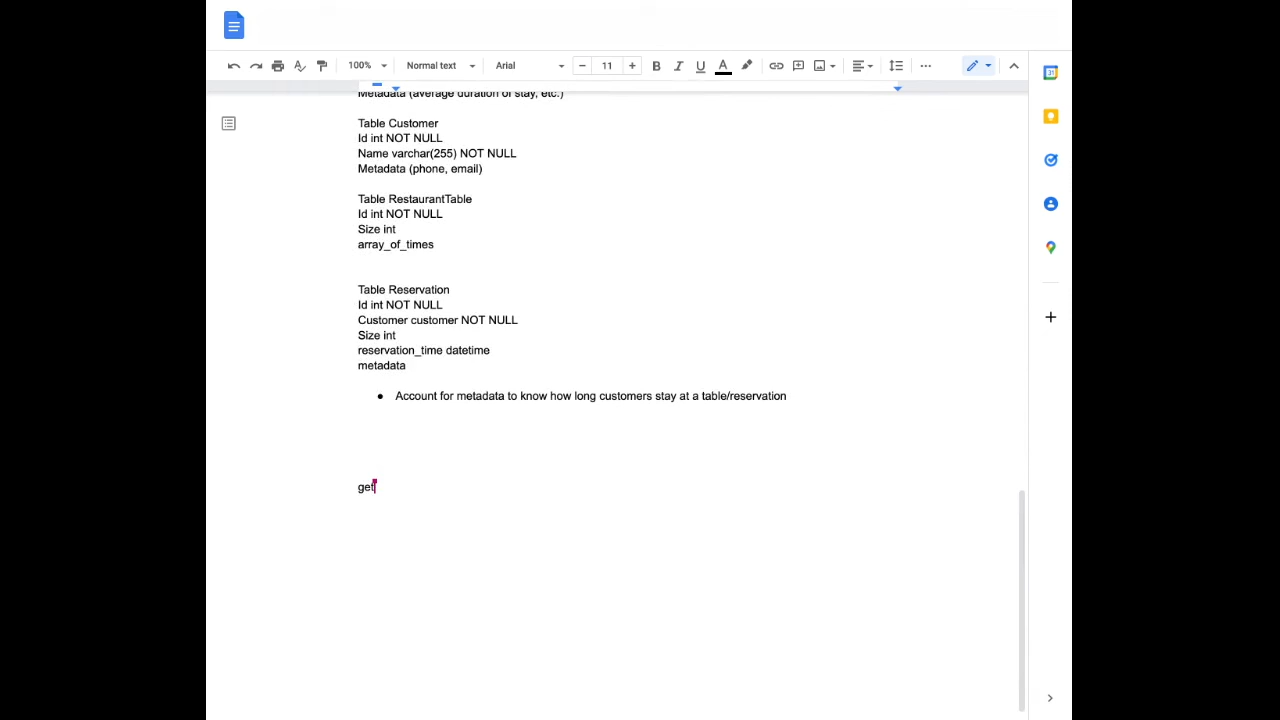 100% Normal text Arial − 11 + B I U A
Metadata (average duration of stay, etc.)
Table Customer
Id int NOT NULL
Name varchar(255) NOT NULL
Metadata (phone, email)
Table RestaurantTable
Id int NOT NULL
Size int
array_of_times
Table Reservation
Id int NOT NULL
Customer customer NOT NULL
Size int
reservation_time datetime
metadata
● Account for metadata to know how long customers stay at a table/reservation
get
31